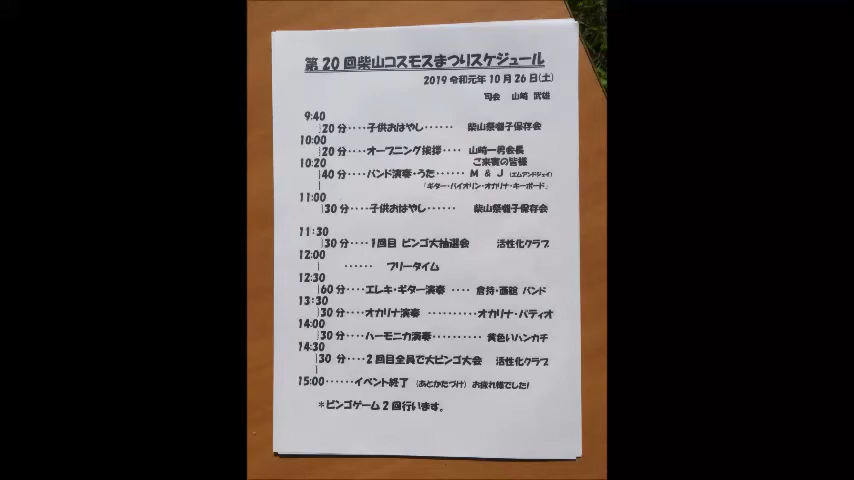 第20回柴山コスモスまつりスケジュール
2019令和元年10月26日(土)
司会 山崎 武雄
9:40
20分････子供おはやし･･････ 柴山祭囃子保存会
10:00
20分････オープニング挨拶････ 山崎一男会長
10:20 ご来賓の皆様
40分････バンド演奏･うた･･････ M & J (エムアンドジェイ)
「ギター･バイオリン･オカリナ･キーボード」
11:00
30分････子供おはやし･･････ 柴山祭囃子保存会
11:30
30分････1回目 ビンゴ大抽選会 活性化クラブ
12:00
･･････ フリータイム
12:30
60分････エレキ･ギター演奏 ････ 倉持･ バンド
13:30
30分････オカリナ演奏 ･･････････ オカリナ･パティオ
14:00
30分････ハーモニカ演奏･･････････ 黄色いハンカチ
14:30
30 分････2回目全員で大ビンゴ大会 活性化クラブ
15:00･･････イベント終了 (あとかたづけ) お疲れ様でした!
*ビンゴゲーム2回行います。